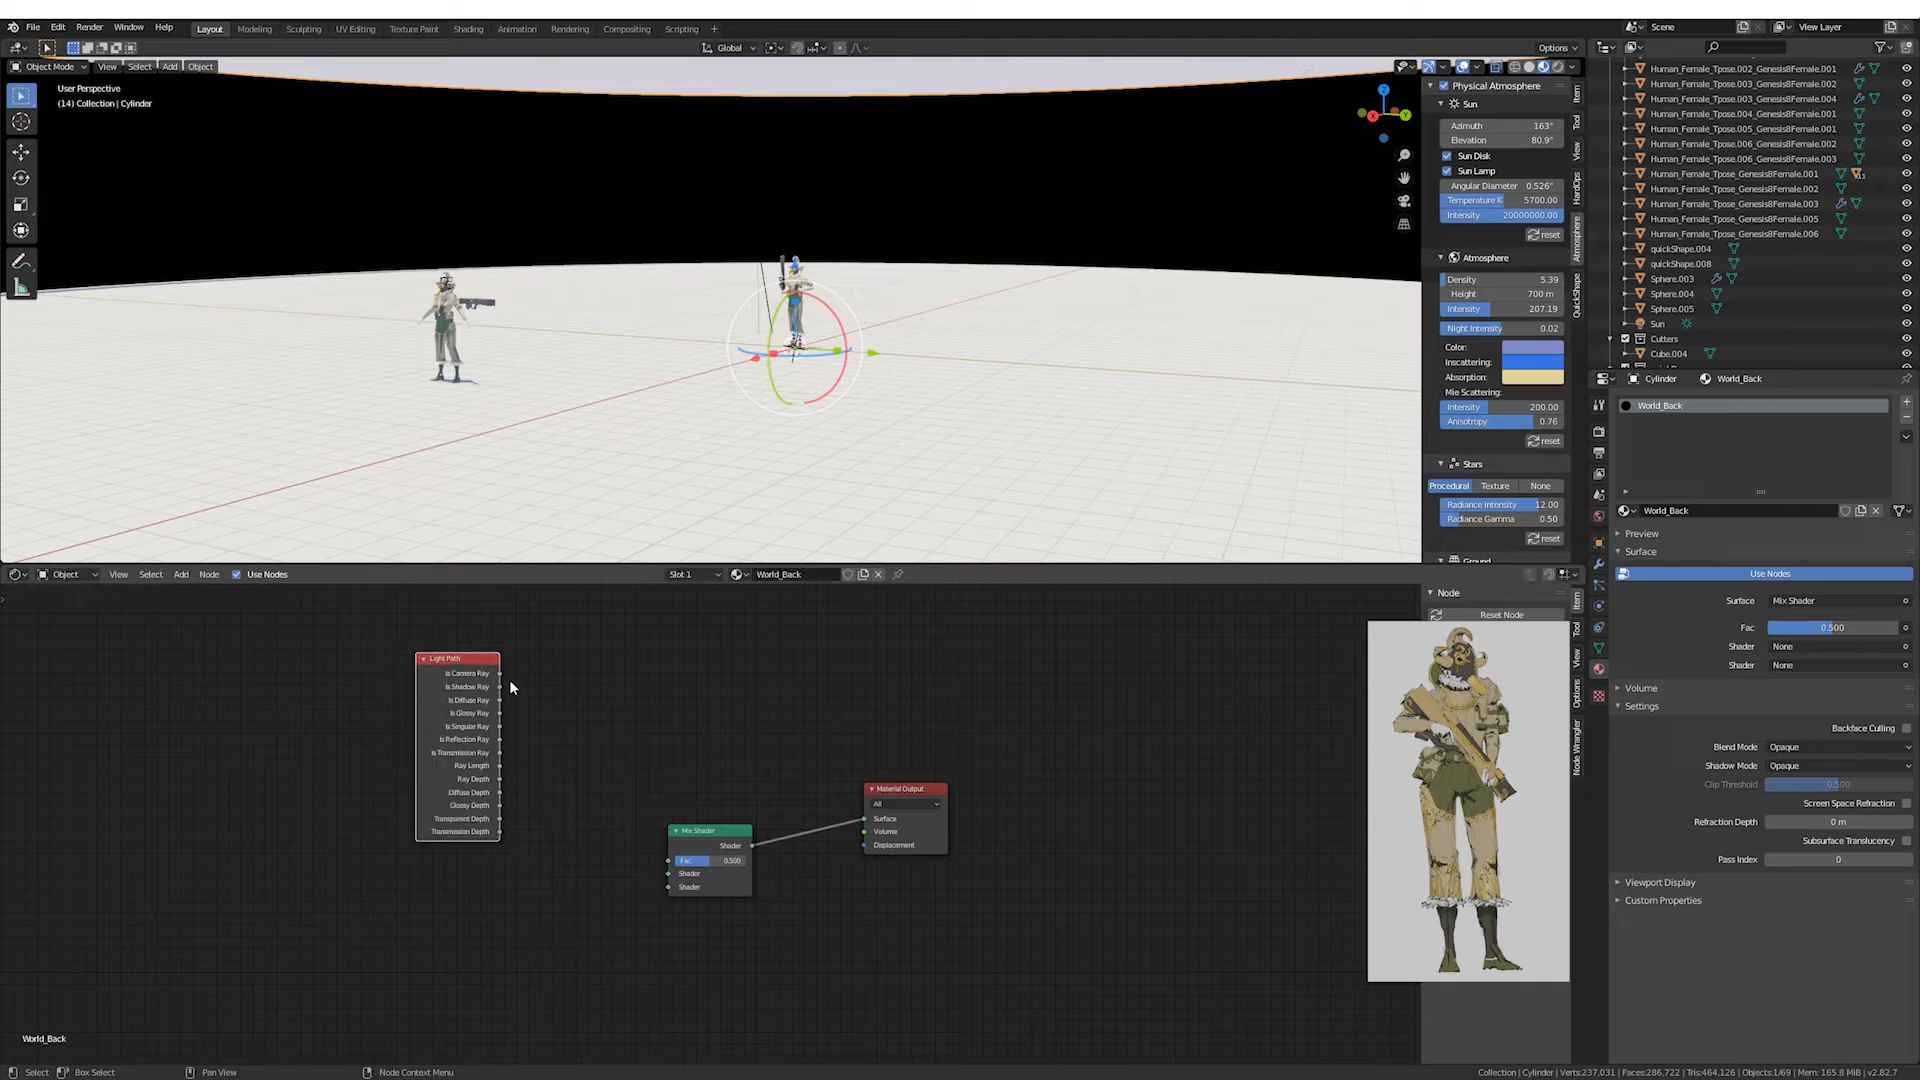 File Edit Render Window Help
Layout Modeling Sculpting UV Editing Texture Paint Shading Animation Rendering Compositing Scripting +
Scene
View Layer
Global
Options
Object Mode View Select Add Object
User Perspective
(14) Collection | Cylinder
Z
X
Y
Physical Atmosphere
Sun
Azimuth 163°
Elevation 80.9°
Sun Disk
Sun Lamp
Angular Diameter 0.526°
Temperature K 5700.00
Intensity 20000000.00
reset
Atmosphere
Density 5.39
Height 700 m
Intensity 207.19
Night Intensity 0.02
Color:
Inscattering:
Absorption:
Mie Scattering:
Intensity 200.00
Anisotropy 0.76
reset
Stars
Procedural Texture None
Radiance Intensity 12.00
Radiance Gamma 0.50
reset
Ground
Item
Tool
View
HardOps
Atmosphere
QuickShape
Human_Female_Tpose.002_Genesis8Female.001
Human_Female_Tpose.003_Genesis8Female.002
Human_Female_Tpose.003_Genesis8Female.004
Human_Female_Tpose.004_Genesis8Female.001
Human_Female_Tpose.005_Genesis8Female.001
Human_Female_Tpose.006_Genesis8Female.002
Human_Female_Tpose.006_Genesis8Female.003
Human_Female_Tpose_Genesis8Female.001
Human_Female_Tpose_Genesis8Female.002
Human_Female_Tpose_Genesis8Female.003
Human_Female_Tpose_Genesis8Female.005
Human_Female_Tpose_Genesis8Female.006
quickShape.004
quickShape.008
Sphere.003
Sphere.004
Sphere.005
Sun
Cutters
Cube.004
Cylinder World_Back
World_Back
World_Back
Preview
Surface
Use Nodes
Surface Mix Shader
Fac 0.500
Shader None
Shader None
Volume
Settings
Backface Culling
Blend Mode Opaque
Shadow Mode Opaque
Clip Threshold 0.500
Screen Space Refraction
Refraction Depth 0 m
Subsurface Translucency
Pass Index 0
Viewport Display
Custom Properties
Object View Select Add Node Use Nodes
Slot 1 World_Back
Node
Reset Node
Item
Tool
View
Options
Node Wrangler
Light Path
Is Camera Ray
Is Shadow Ray
Is Diffuse Ray
Is Glossy Ray
Is Singular Ray
Is Reflection Ray
Is Transmission Ray
Ray Length
Ray Depth
Diffuse Depth
Glossy Depth
Transparent Depth
Transmission Depth
Mix Shader
Shader
Fac 0.500
Shader
Shader
Material Output
All
Surface
Volume
Displacement
World_Back
Select Box Select Pan View Node Context Menu
Collection | Cylinder | Verts:237,031 | Faces:286,722 | Tris:464,126 | Objects:1/69 | Mem: 165.8 MiB | v2.82.7